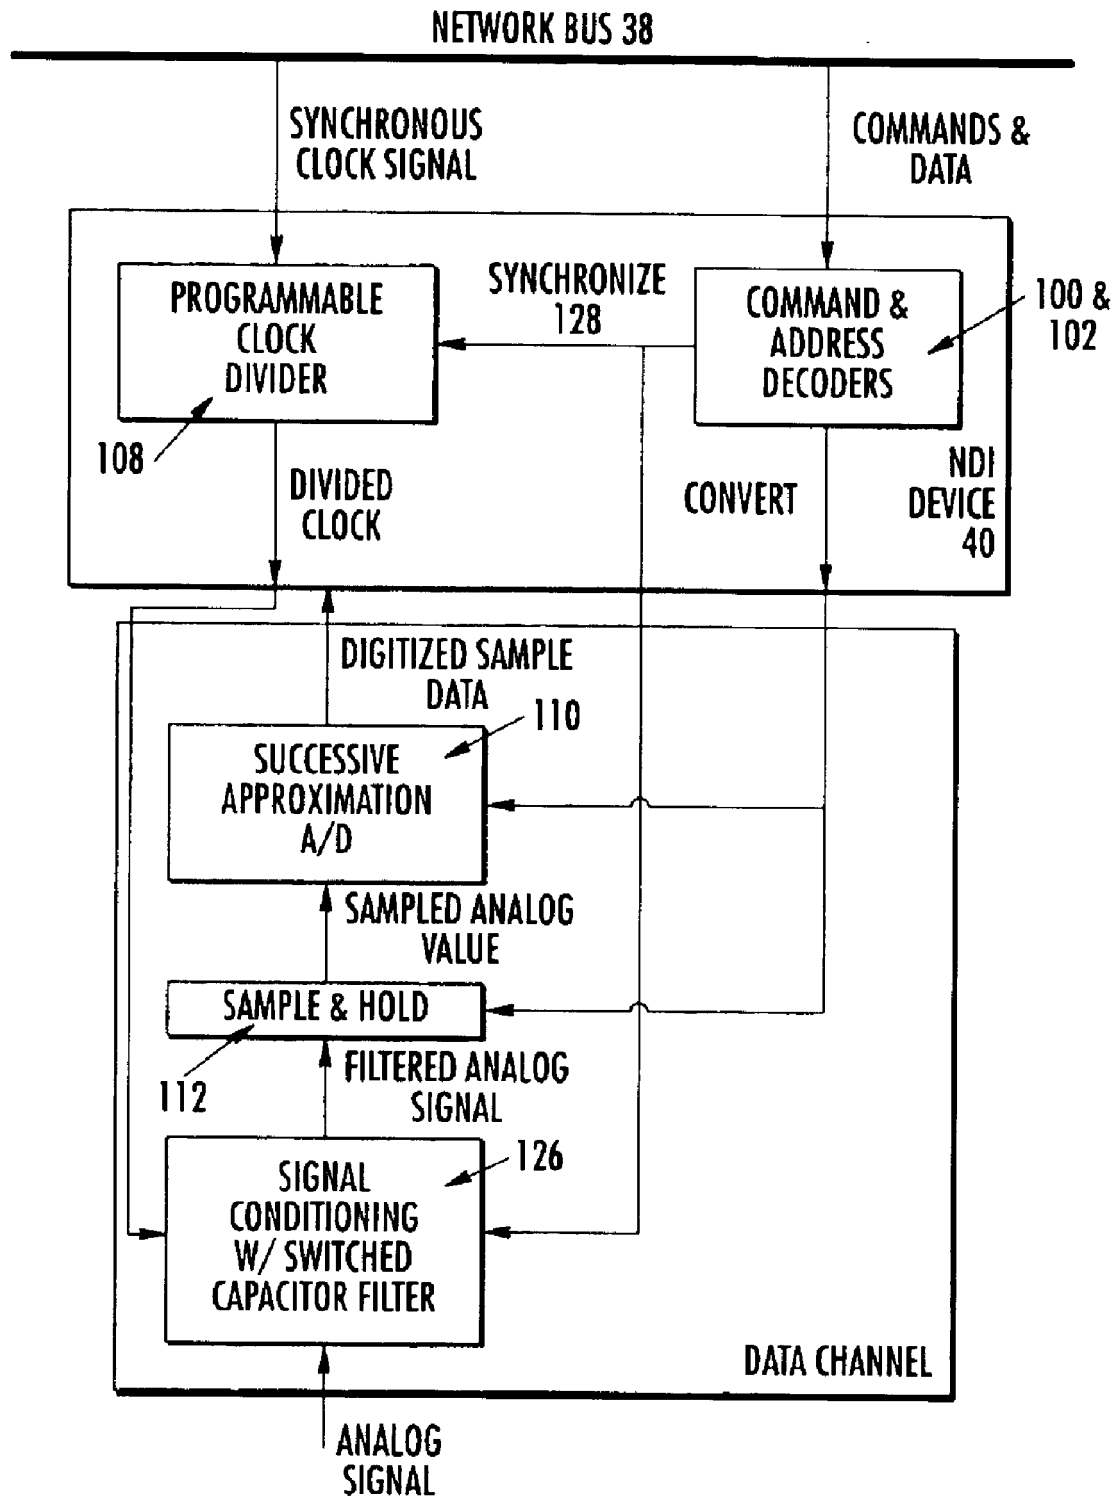 NETWORK BUS 38
SYNCHRONOUS
CLOCK SIGNAL
COMMANDS &
DATA
PROGRAMMABLE
CLOCK
DIVIDER
SYNCHRONIZE
128
COMMAND &
ADDRESS
DECODERS
100 &
102
108
DIVIDED
CLOCK
CONVERT
NDI
DEVICE
40
DIGITIZED SAMPLE
DATA
110
SUCCESSIVE
APPROXIMATION
A/D
SAMPLED ANALOG
VALUE
SAMPLE & HOLD
112
FILTERED ANALOG
SIGNAL
126
SIGNAL
CONDITIONING
W/ SWITCHED
CAPACITOR FILTER
DATA CHANNEL
ANALOG
SIGNAL